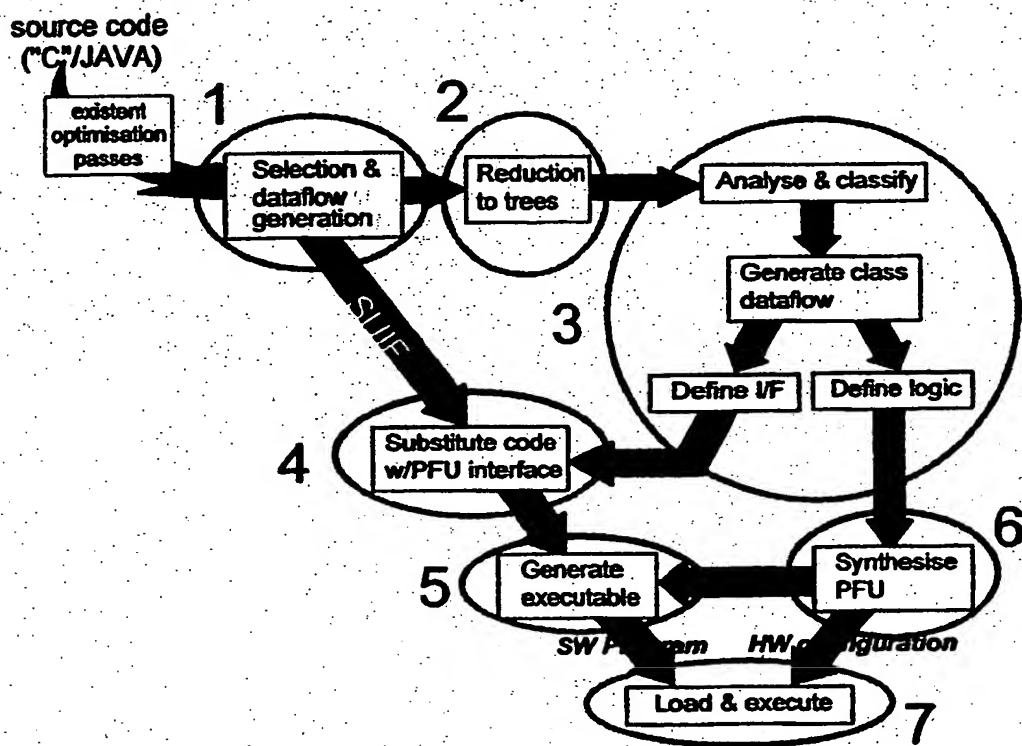 source code
("C"/JAVA)
existent
optimisation
passes
1
Selection &
dataflow
generation
2
Reduction
to trees
Analyse & classify
Generate class
dataflow
3
Define I/F
Define logic
SUIF
4
Substitute code
w/PFU interface
5
Generate
executable
6
Synthesise
PFU
SW
HW
Load & execute
7